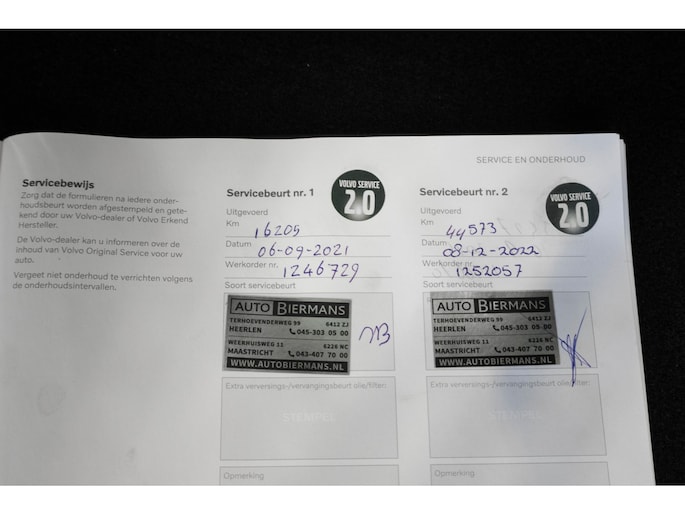 SERVICE EN ONDERHOUD
Servicebewijs
Zorg dat de formulieren na iedere onder-
houdsbeurt worden afgestempeld en gete-
kend door uw Volvo-dealer of Volvo Erkend
Hersteller.
De Volvo-dealer kan u informeren over de
inhoud van Volvo Original Service voor uw
auto.
Vergeet niet onderhoud te verrichten volgens
de onderhoudsintervallen.
Servicebeurt nr. 1
VOLVO SERVICE
2.0
Uitgevoerd
Km 16205
Datum 06-09-2021
Werkorder nr. 1246729
Soort servicebeurt
AUTO BIERMANS
TERHOEVENDERWEG 99 6412 ZJ
HEERLEN 045-303 05 00
WEERHUISWEG 11 6226 NC
MAASTRICHT 043-407 70 00
WWW.AUTOBIERMANS.NL
Extra verversings-/vervangingsbeurt olie/filter:
STEMPEL
Opmerking
Servicebeurt nr. 2
VOLVO SERVICE
2.0
Uitgevoerd
Km 44573
Datum 08-12-2022
Werkorder nr. 1252057
Soort servicebeurt
AUTO BIERMANS
TERHOEVENDERWEG 99 6412 ZJ
HEERLEN 045-303 05 00
WEERHUISWEG 11 6226 NC
MAASTRICHT 043-407 70 00
WWW.AUTOBIERMANS.NL
Extra verversings-/vervangingsbeurt olie/filter:
STEMPEL
Opmerking